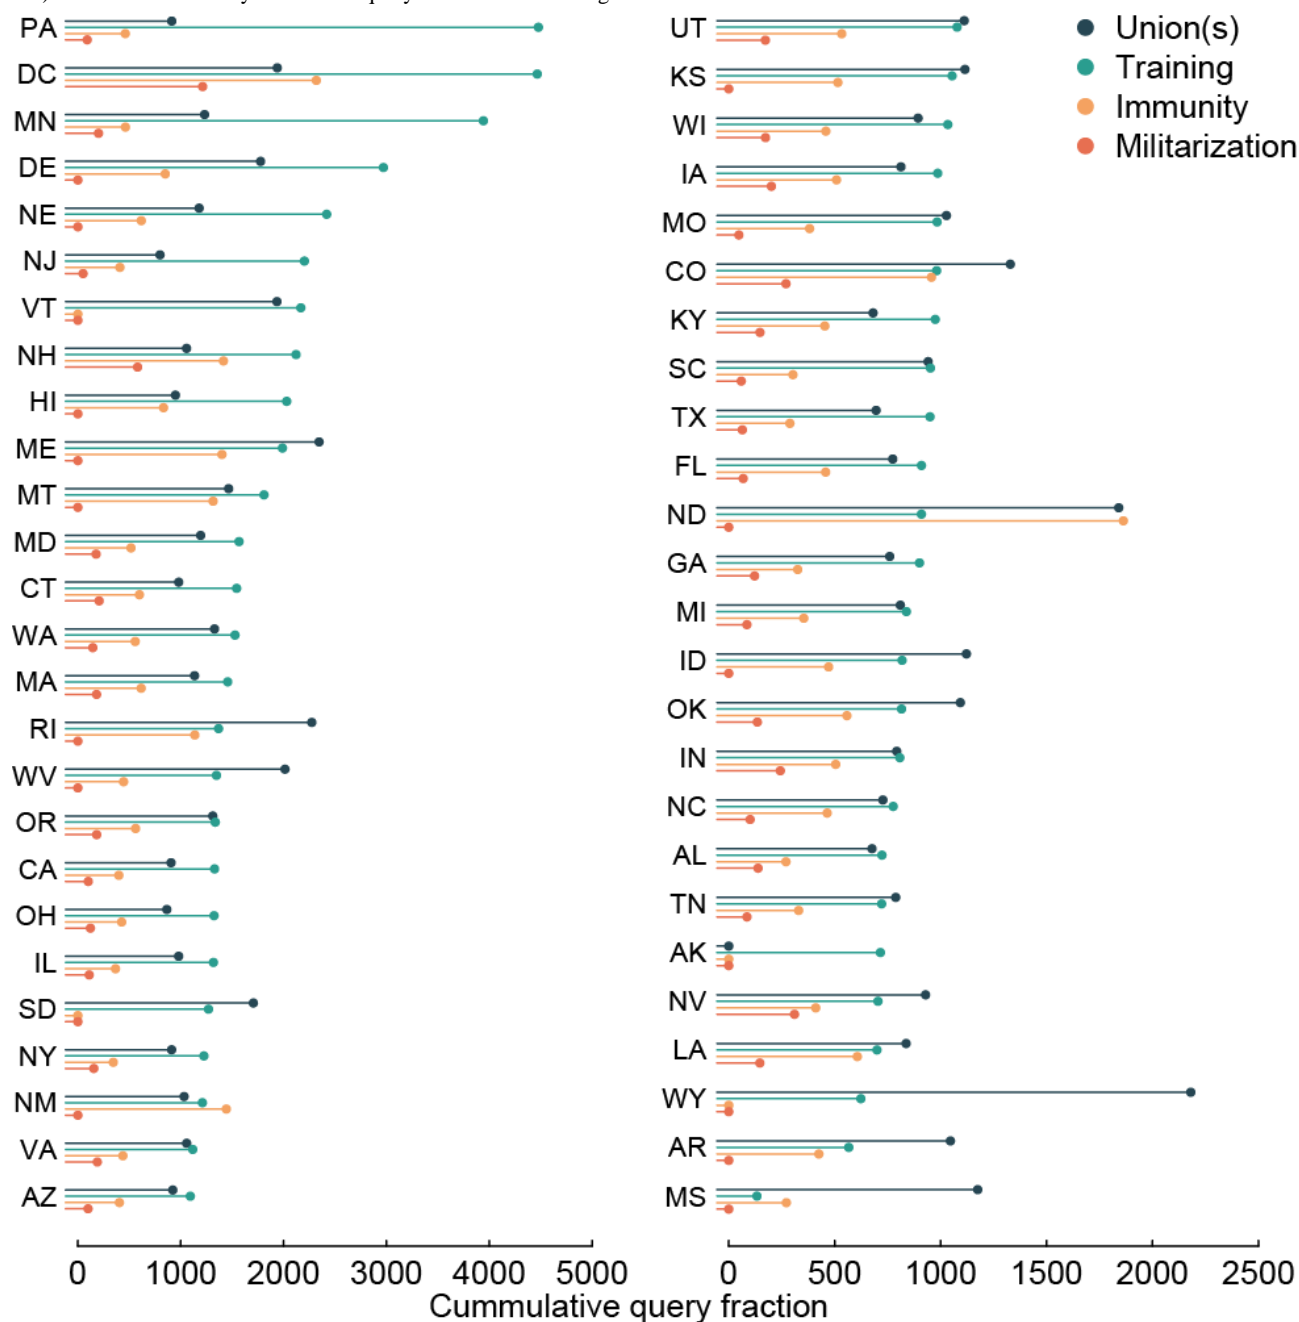 PA
DC
MN
DE
NE
NJ
VT
NH
HI
ME
MT
MD
CT
WA
MA
RI
WV
OR
CA
OH
IL
SD
NY
NM
VA
AZ
0 1000 2000 3000 4000 5000
UT
KS
WI
IA
MO
CO
KY
SC
TX
FL
ND
GA
MI
ID
OK
IN
NC
AL
TN
AK
NV
LA
WY
AR
MS
0 500 1000 1500 2000 2500
Union(s)
Training
Immunity
Militarization
Cummulative query fraction